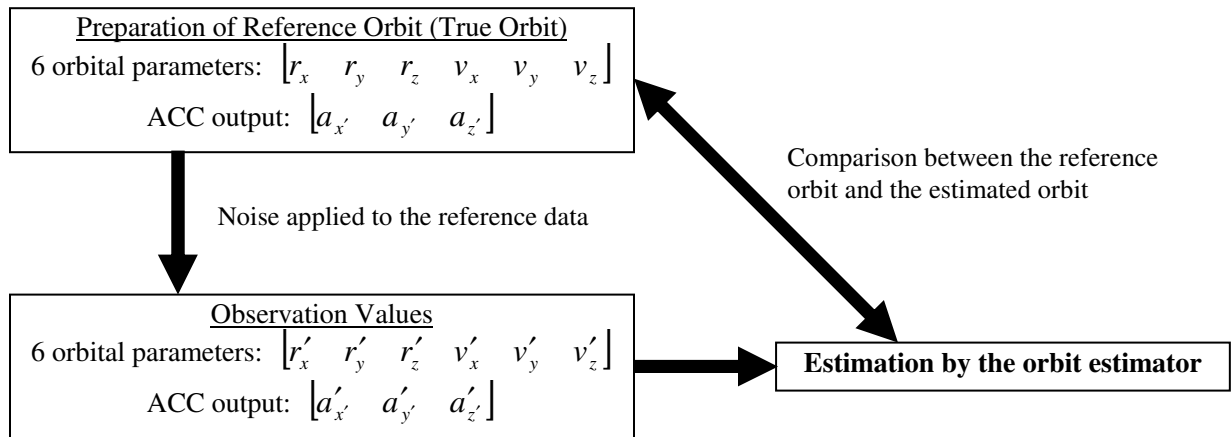 Preparation of Reference Orbit (True Orbit)
6 orbital parameters: ⌊r_x r_y r_z v_x v_y v_z⌋
ACC output: ⌊a_x′ a_y′ a_z′⌋
Comparison between the reference
orbit and the estimated orbit
Noise applied to the reference data
Observation Values
6 orbital parameters: ⌊r′_x r′_y r′_z v′_x v′_y v′_z⌋
ACC output: ⌊a′_x′ a′_y′ a′_z′⌋
Estimation by the orbit estimator